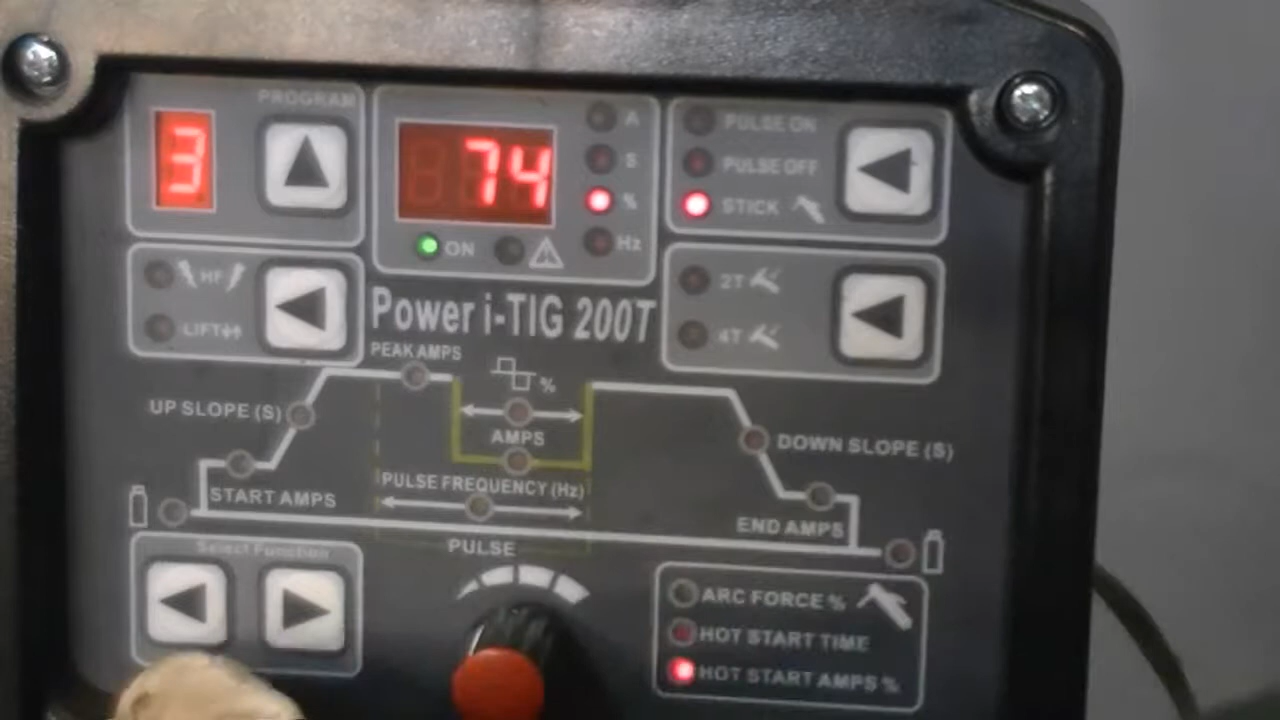 PROGRAM
3
74
A
S
%
Hz
ON
PULSE ON
PULSE OFF
STICK
HF
LIFT
Power i-TIG 200T
2T
4T
PEAK AMPS
%
UP SLOPE (S)
AMPS
DOWN SLOPE (S)
START AMPS
PULSE FREQUENCY (Hz)
END AMPS
PULSE
Select Function
ARC FORCE %
HOT START TIME
HOT START AMPS %